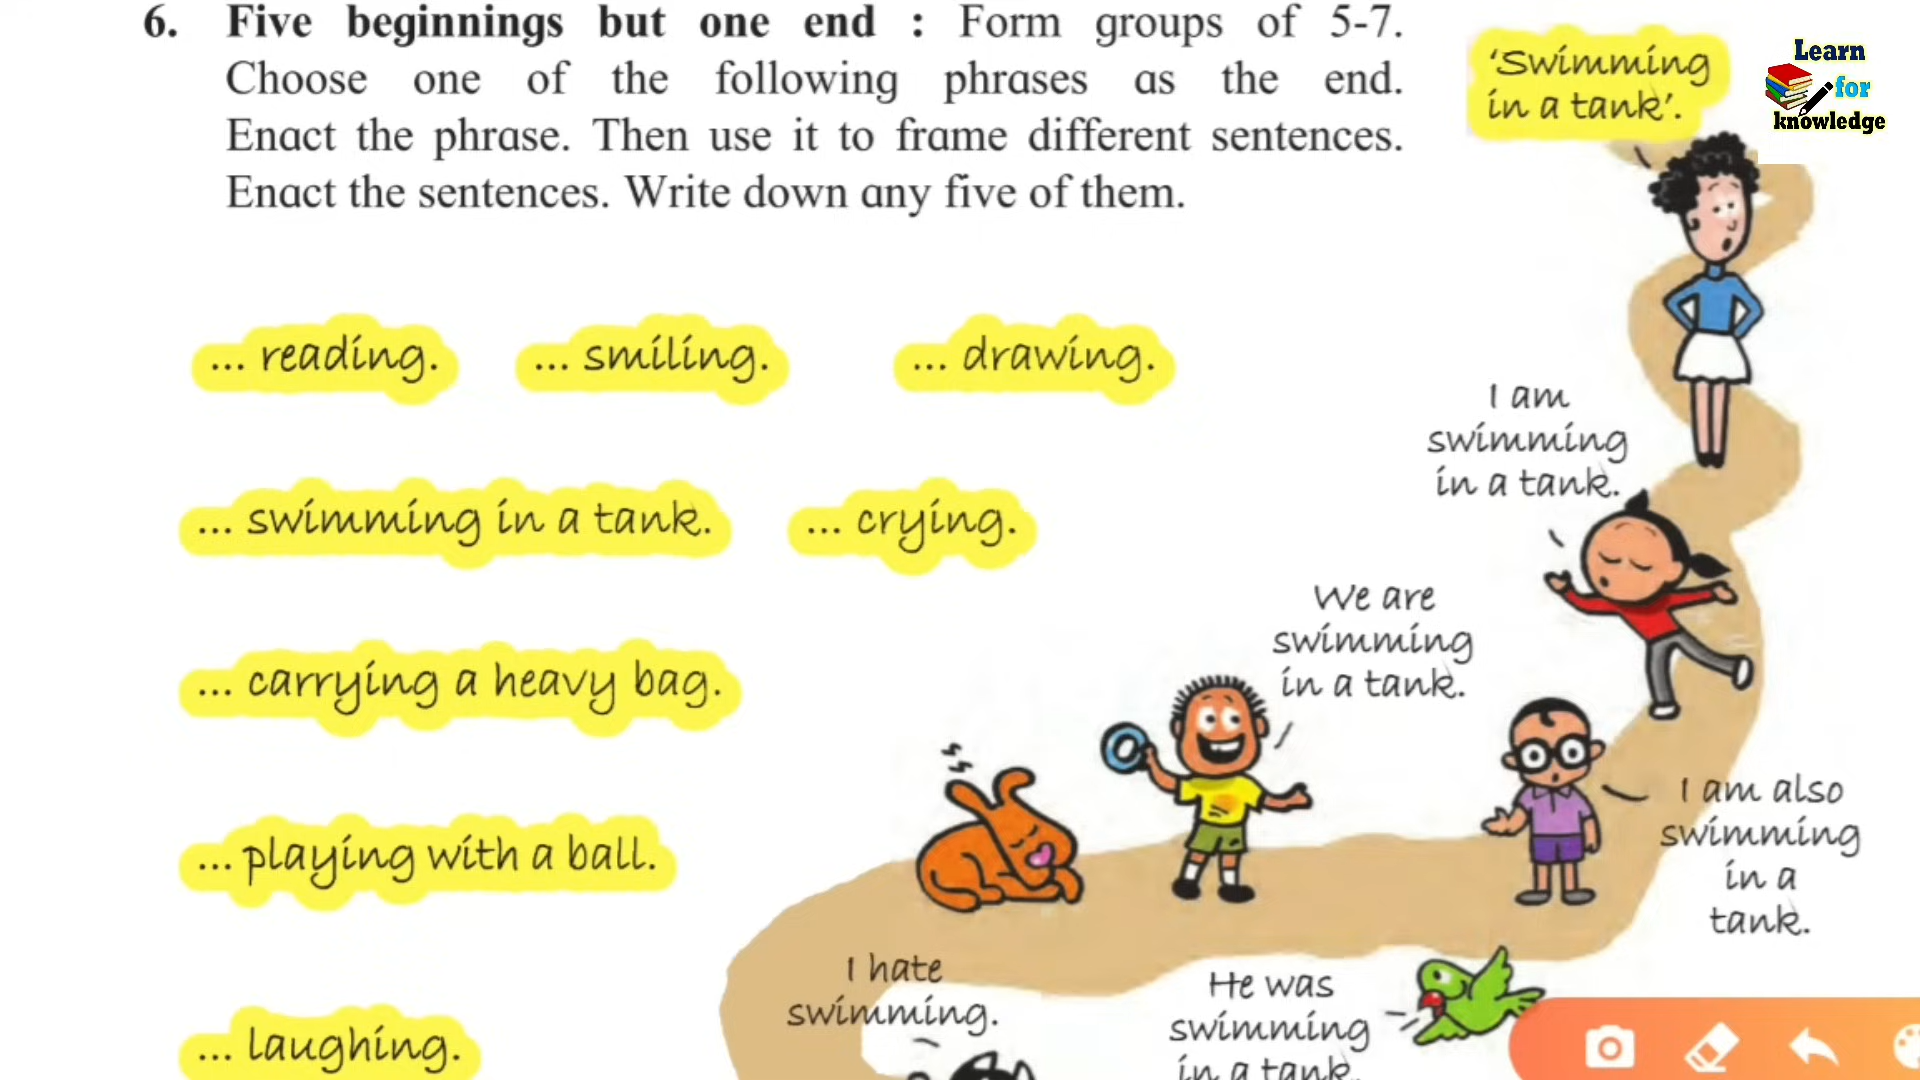 6. Five beginnings but one end : Form groups of 5-7.
Choose one of the following phrases as the end.
Enact the phrase. Then use it to frame different sentences.
Enact the sentences. Write down any five of them.
'Swimming
in a tank'.
Learn
for
knowledge
... reading.
... smiling.
... drawing.
I am
swimming
in a tank.
... swimming in a tank.
... crying.
We are
swimming
in a tank.
... carrying a heavy bag.
I am also
swimming
in a
tank.
... playing with a ball.
I hate
swimming.
He was
swimming
in a tank.
... laughing.